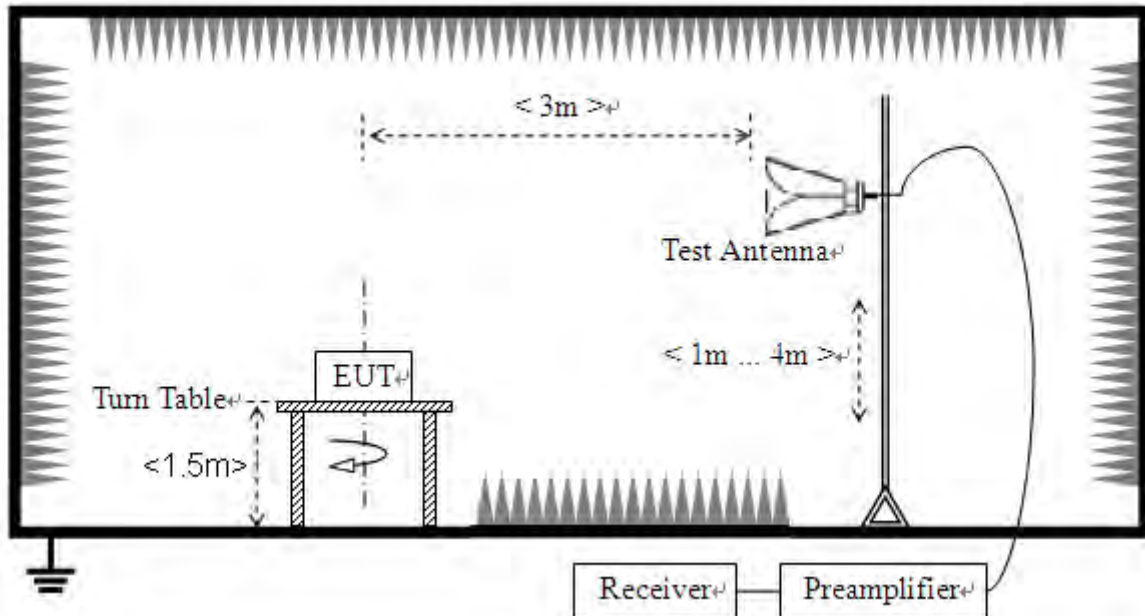 < 3m >
Test Antenna
< 1m ... 4m >
EUT
Turn Table
<1.5m>
Receiver
Preamplifier